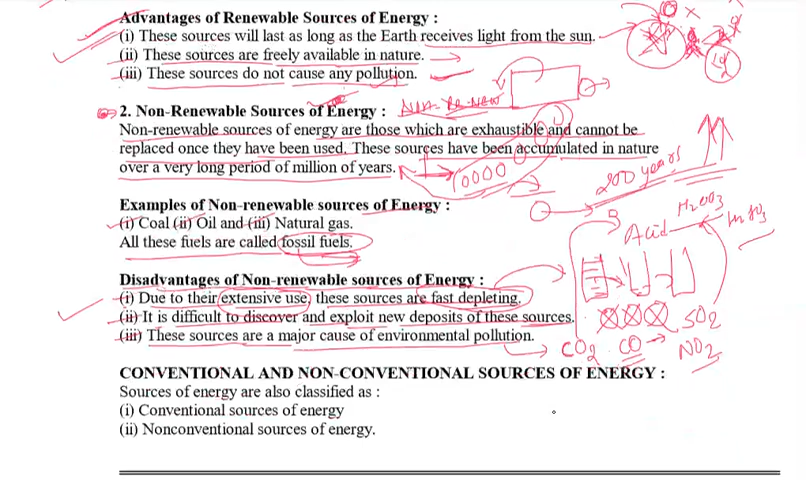 Advantages of Renewable Sources of Energy :
(i) These sources will last as long as the Earth receives light from the sun.
(ii) These soirces are freely available in nature.
(iii) These sources do not cause any pollution.
2. Non-Renewable Sources of Energy :
Non-renewable sources of energy are those which are exhaustible and cannot be
replaced once they have been used. These sources have been accumulated in nature
over a very long period of million of years.
10000
200 years
Examples of Non-renewable sources of Energy :
(i) Coal (ii) Oil and (iii) Natural gas.
All these fuels are called fossil fuels.
Acid
Disadvantages of Non-renewable sources of Energy :
(i) Due to their extensive use, these sources are fast depleting.
(ii) It is difficult to discover and exploit new deposits of these sources.
SO2
(iii) These sources are a major cause of environmental pollution.
CO2 CO NO2
CONVENTIONAL AND NON-CONVENTIONAL SOURCES OF ENERGY :
Sources of energy are also classified as :
(i) Conventional sources of energy
(ii) Nonconventional sources of energy.